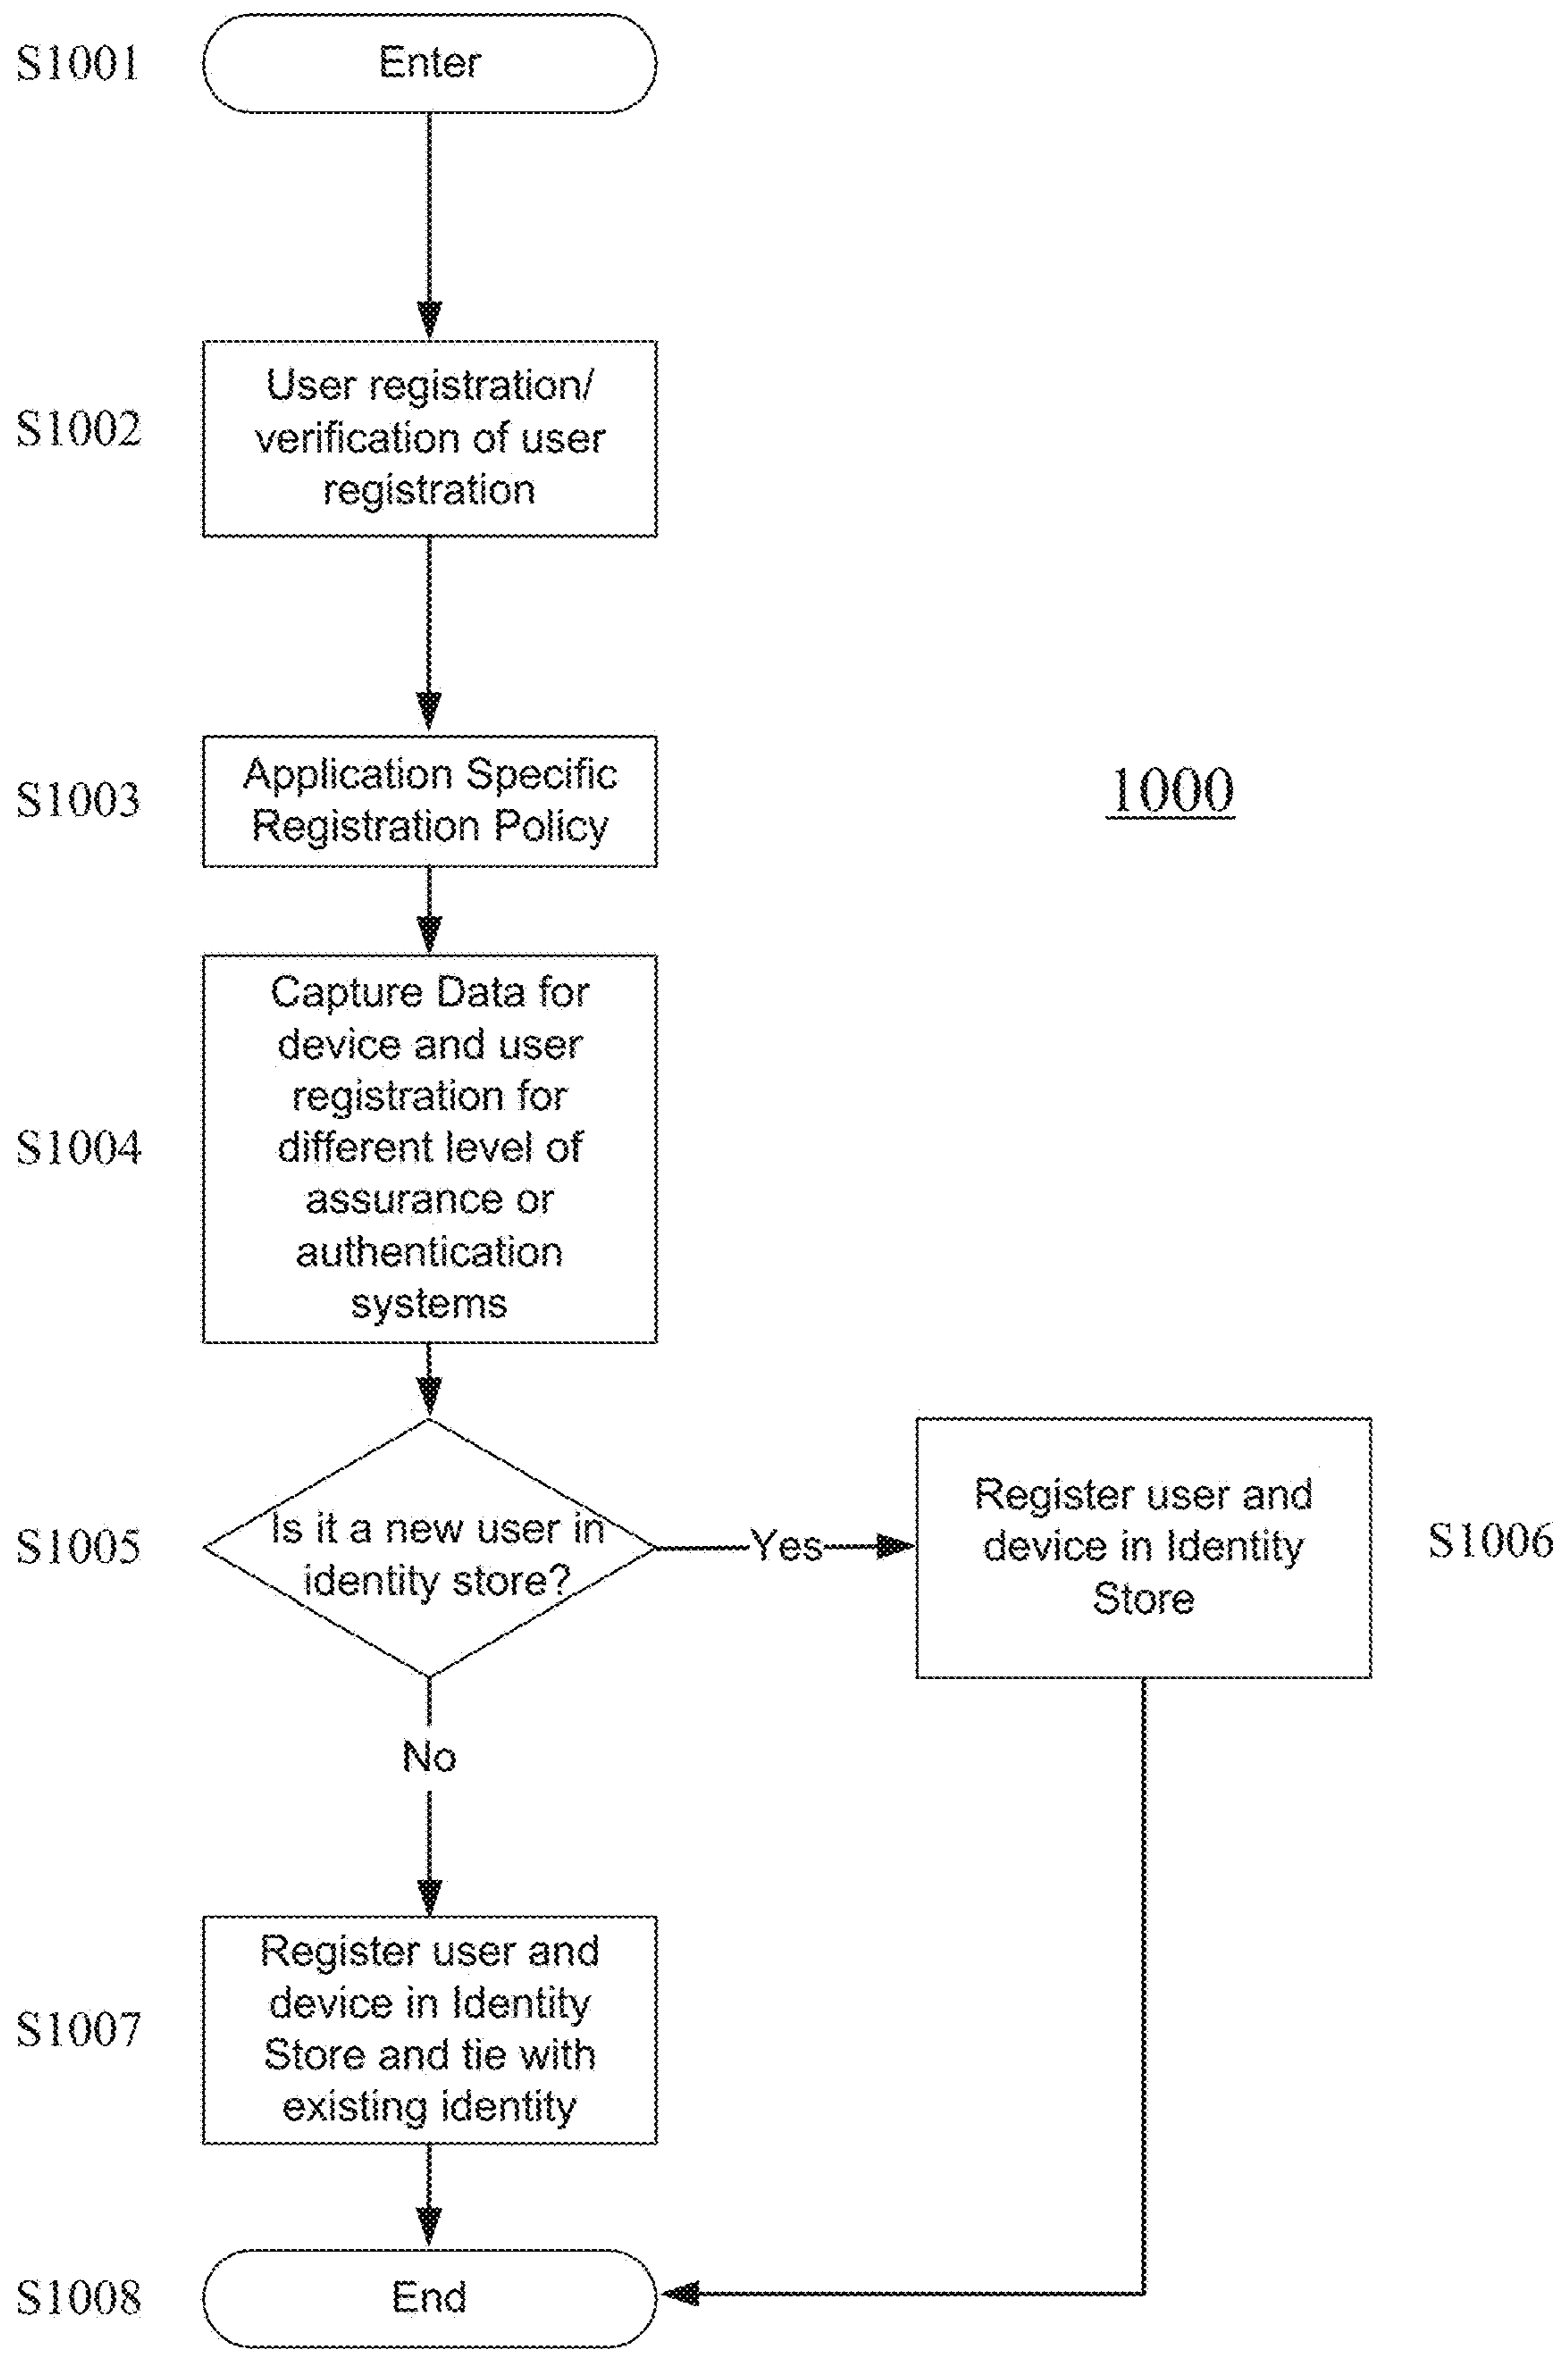 S1001
Enter
S1002
User registration/
verification of user
registration
S1003
Application Specific
Registration Policy
1000
S1004
Capture Data for
device and user
registration for
different level of
assurance or
authentication
systems
S1005
Is it a new user in
identity store?
Yes
Register user and
device in Identity
Store
S1006
No
S1007
Register user and
device in Identity
Store and tie with
existing identity
S1008
End